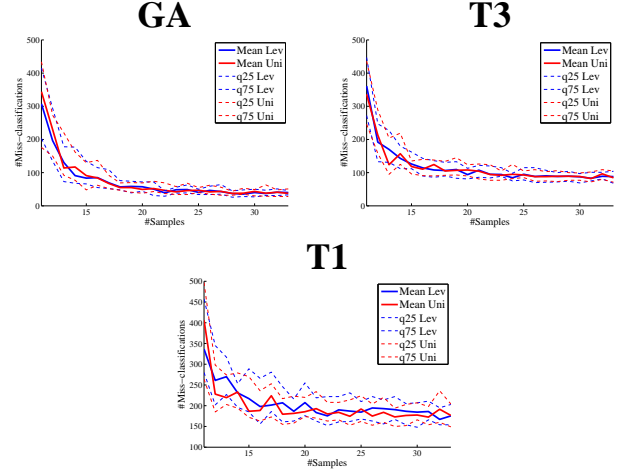 GA
T3
500
400
300
200
100
0
#Miss-classifications
15
20
25
30
#Samples
Mean Lev
Mean Uni
q25 Lev
q75 Lev
q25 Uni
q75 Uni
500
400
300
200
100
0
#Miss-classifications
15
20
25
30
#Samples
Mean Lev
Mean Uni
q25 Lev
q75 Lev
q25 Uni
q75 Uni
T1
500
450
400
350
300
250
200
150
100
#Miss-classifications
15
20
25
30
#Samples
Mean Lev
Mean Uni
q25 Lev
q75 Lev
q25 Uni
q75 Uni